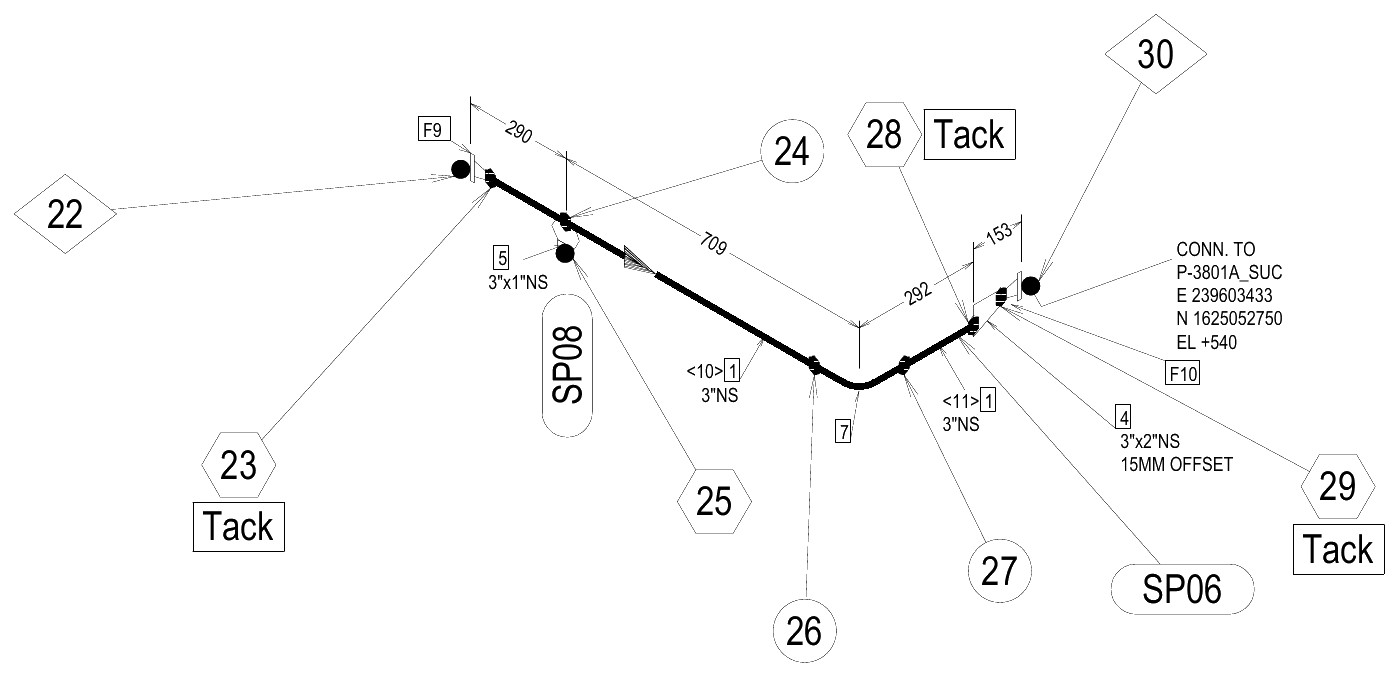 30
290
F9
24
28
Tack
22
153
709
CONN. TO
P-3801A_SUC
E 239603433
N 1625052750
EL +540
5
3"x1"NS
292
SP08
<10>1
3"NS
F10
<11>1
3"NS
7
4
3"x2"NS
15MM OFFSET
23
Tack
25
29
Tack
27
SP06
26